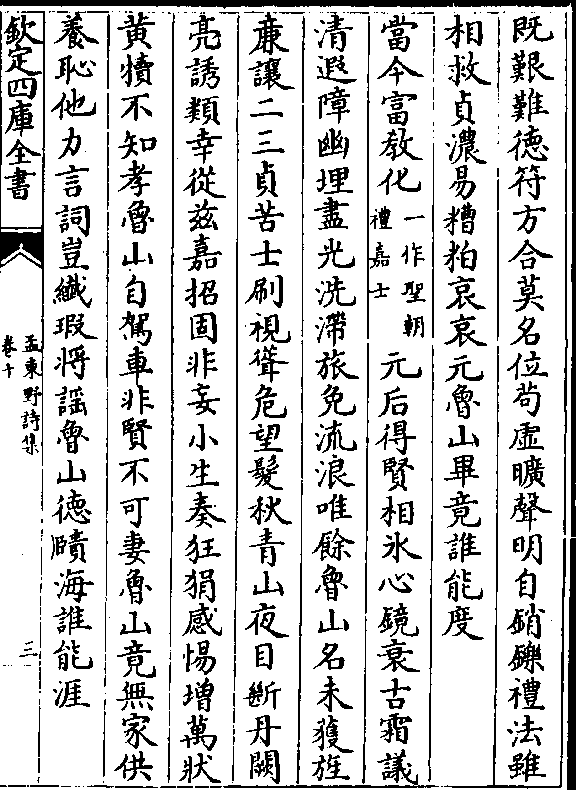 既艱難德符方合莫名位苟虛曠聲明自銷鑠禮法雖
相救貞濃易糟粕哀哀元魯山畢竟誰能度
當今富教化一作聖朝禮嘉士元后得賢相冰心鏡衰古霜議
清遐障幽埋盡光洗滯旅免流浪唯餘魯山名未獲旌
亷讓二三貞苦士刷視聳危望髮秋青山夜目斷丹闕
亮誘類幸從兹嘉招固非妄小生奏狂狷感惕增萬狀
黄犢不知孝魯山自駕車非賢不可妻魯山竟無家供
養恥他力言詞豈纖瑕將謡魯山德賾海誰能涯
欽定四庫全書
孟東野詩集
卷十
三